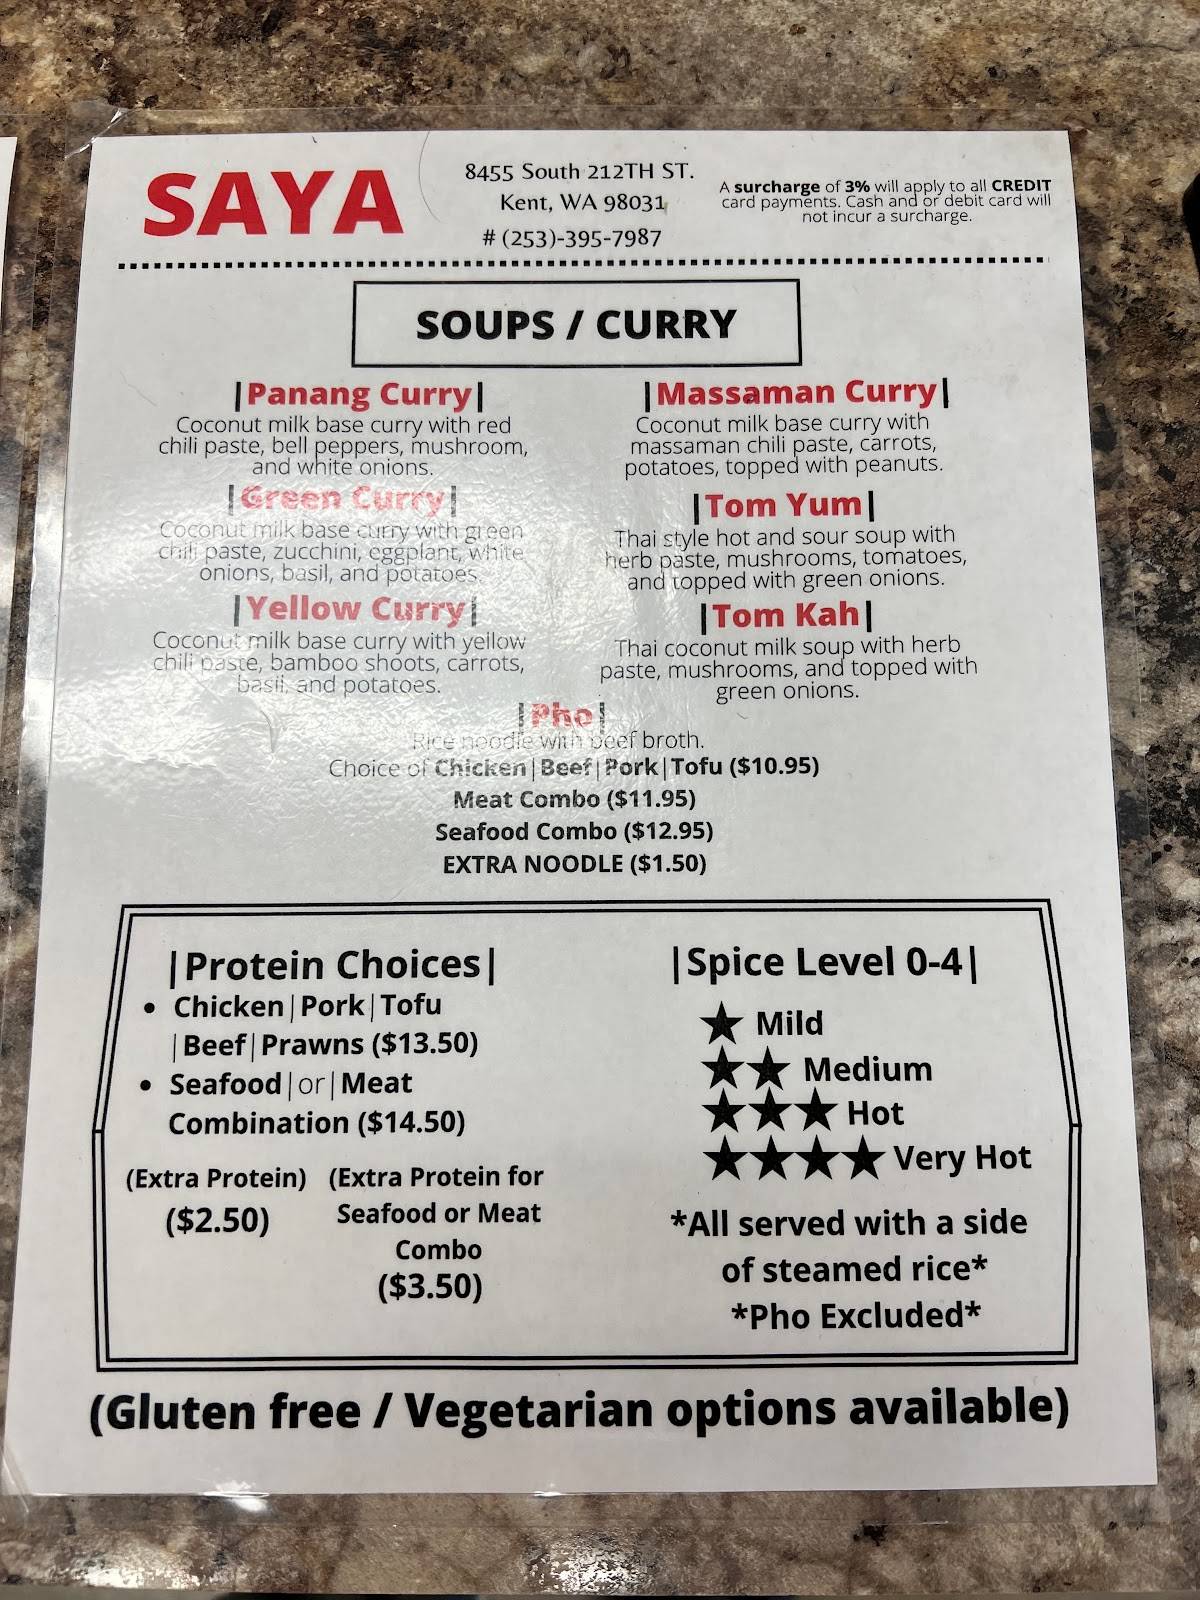 SAYA
8455 South 212TH ST.
Kent, WA 98031
# (253)-395-7987
A surcharge of 3% will apply to all CREDIT
card payments. Cash and or debit card will
not incur a surcharge.
SOUPS / CURRY
|Panang Curry|
Coconut milk base curry with red
chili paste, bell peppers, mushroom,
and white onions.
|Green Curry|
Coconut milk base curry with green
chili paste, zucchini, eggplant, white
onions, basil, and potatoes.
|Yellow Curry|
Coconut milk base curry with yellow
chili paste, bamboo shoots, carrots,
basil, and potatoes.
|Massaman Curry|
Coconut milk base curry with
massaman chili paste, carrots,
potatoes, topped with peanuts.
|Tom Yum|
Thai style hot and sour soup with
herb paste, mushrooms, tomatoes,
and topped with green onions.
|Tom Kah|
Thai coconut milk soup with herb
paste, mushrooms, and topped with
green onions.
|Pho|
Rice noodle with beef broth.
Choice of Chicken|Beef|Pork|Tofu ($10.95)
Meat Combo ($11.95)
Seafood Combo ($12.95)
EXTRA NOODLE ($1.50)
|Protein Choices|
• Chicken|Pork|Tofu
|Beef|Prawns ($13.50)
• Seafood|or|Meat
Combination ($14.50)
(Extra Protein)
($2.50)
(Extra Protein for
Seafood or Meat
Combo
($3.50)
|Spice Level 0-4|
★ Mild
★★ Medium
★★★ Hot
★★★★ Very Hot
*All served with a side
of steamed rice*
*Pho Excluded*
(Gluten free / Vegetarian options available)